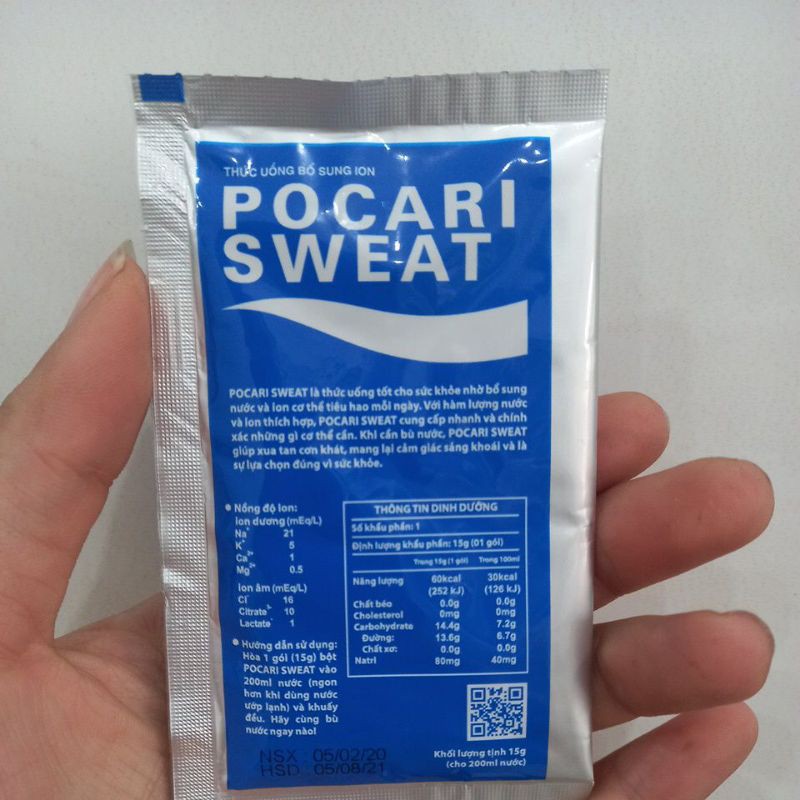 THỨC UỐNG BỔ SUNG ION
POCARI
SWEAT
POCARI SWEAT là thức uống tốt cho sức khỏe nhờ bổ sung
nước và ion cơ thể tiêu hao mỗi ngày. Với hàm lượng nước
và ion thích hợp, POCARI SWEAT cung cấp nhanh và chính
xác những gì cơ thể cần. Khi cần bù nước, POCARI SWEAT
giúp xua tan cơn khát, mang lại cảm giác sảng khoái và là
sự lựa chọn đúng vì sức khỏe.
• Nồng độ Ion:
Ion dương (mEq/L)
Na⁺ 21
K⁺ 5
Ca²⁺ 1
Mg²⁺ 0.5
Ion âm (mEq/L)
Cl⁻ 16
Citrate³⁻ 10
Lactate⁻ 1
• Hướng dẫn sử dụng:
Hòa 1 gói (15g) bột
POCARI SWEAT vào
200ml nước (ngon
hơn khi dùng nước
ướp lạnh) và khuấy
đều. Hãy cùng bù
nước ngay nào!
THÔNG TIN DINH DƯỠNG
Số khẩu phần: 1
Định lượng khẩu phần: 15g (01 gói)
Trong 15g (1 gói) Trong 100ml
Năng lượng 60kcal 30kcal
(252 kJ) (126 kJ)
Chất béo 0.0g 0.0g
Cholesterol 0mg 0mg
Carbohydrate 14.4g 7.2g
Đường: 13.6g 6.7g
Chất xơ: 0.0g 0.0g
Natri 80mg 40mg
NSX : 05/02/20
HSD : 05/08/21
Khối lượng tịnh 15g
(cho 200ml nước)